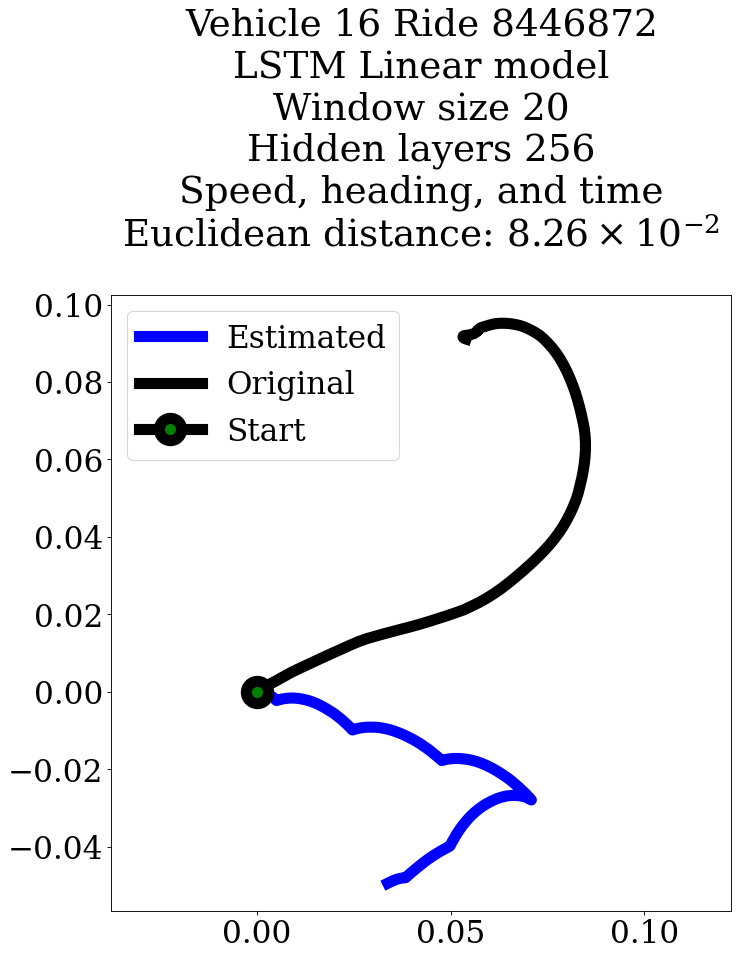 Vehicle 16 Ride 8446872
LSTM Linear model
Window size 20
Hidden layers 256
Speed, heading, and time
Euclidean distance: 8.26 × 10⁻²
Estimated
Original
Start
0.10
0.08
0.06
0.04
0.02
0.00
−0.02
−0.04
0.00 0.05 0.10